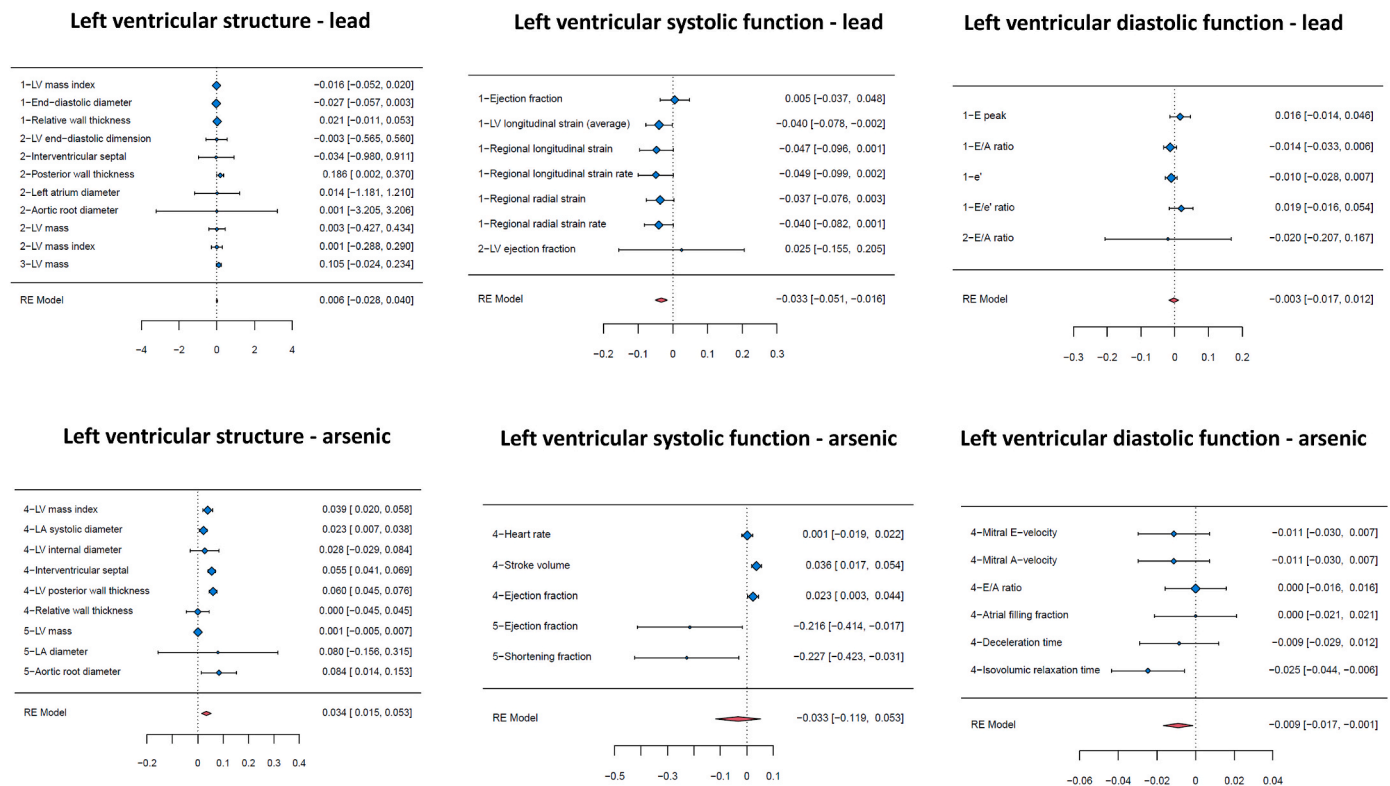 Left ventricular structure - lead
1−LV mass index −0.016 [−0.052, 0.020]
1−End−diastolic diameter −0.027 [−0.057, 0.003]
1−Relative wall thickness 0.021 [−0.011, 0.053]
2−LV end−diastolic dimension −0.003 [−0.565, 0.560]
2−Interventricular septal −0.034 [−0.980, 0.911]
2−Posterior wall thickness 0.186 [ 0.002, 0.370]
2−Left atrium diameter 0.014 [−1.181, 1.210]
2−Aortic root diameter 0.001 [−3.205, 3.206]
2−LV mass 0.003 [−0.427, 0.434]
2−LV mass index 0.001 [−0.288, 0.290]
3−LV mass 0.105 [−0.024, 0.234]
RE Model 0.006 [−0.028, 0.040]
−4 −2 0 2 4
Left ventricular systolic function - lead
1−Ejection fraction 0.005 [−0.037, 0.048]
1−LV longitudinal strain (average) −0.040 [−0.078, −0.002]
1−Regional longitudinal strain −0.047 [−0.096, 0.001]
1−Regional longitudinal strain rate −0.049 [−0.099, 0.002]
1−Regional radial strain −0.037 [−0.076, 0.003]
1−Regional radial strain rate −0.040 [−0.082, 0.001]
2−LV ejection fraction 0.025 [−0.155, 0.205]
RE Model −0.033 [−0.051, −0.016]
−0.2 −0.1 0 0.1 0.2 0.3
Left ventricular diastolic function - lead
1−E peak 0.016 [−0.014, 0.046]
1−E/A ratio −0.014 [−0.033, 0.006]
1−e' −0.010 [−0.028, 0.007]
1−E/e' ratio 0.019 [−0.016, 0.054]
2−E/A ratio −0.020 [−0.207, 0.167]
RE Model −0.003 [−0.017, 0.012]
−0.3 −0.2 −0.1 0 0.1 0.2
Left ventricular structure - arsenic
4−LV mass index 0.039 [ 0.020, 0.058]
4−LA systolic diameter 0.023 [ 0.007, 0.038]
4−LV internal diameter 0.028 [−0.029, 0.084]
4−Interventricular septal 0.055 [ 0.041, 0.069]
4−LV posterior wall thickness 0.060 [ 0.045, 0.076]
4−Relative wall thickness 0.000 [−0.045, 0.045]
5−LV mass 0.001 [−0.005, 0.007]
5−LA diameter 0.080 [−0.156, 0.315]
5−Aortic root diameter 0.084 [ 0.014, 0.153]
RE Model 0.034 [ 0.015, 0.053]
−0.2 0 0.1 0.2 0.3 0.4
Left ventricular systolic function - arsenic
4−Heart rate 0.001 [−0.019, 0.022]
4−Stroke volume 0.036 [ 0.017, 0.054]
4−Ejection fraction 0.023 [ 0.003, 0.044]
5−Ejection fraction −0.216 [−0.414, −0.017]
5−Shortening fraction −0.227 [−0.423, −0.031]
RE Model −0.033 [−0.119, 0.053]
−0.5 −0.3 −0.1 0 0.1
Left ventricular diastolic function - arsenic
4−Mitral E−velocity −0.011 [−0.030, 0.007]
4−Mitral A−velocity −0.011 [−0.030, 0.007]
4−E/A ratio 0.000 [−0.016, 0.016]
4−Atrial filling fraction 0.000 [−0.021, 0.021]
4−Deceleration time −0.009 [−0.029, 0.012]
4−Isovolumic relaxation time −0.025 [−0.044, −0.006]
RE Model −0.009 [−0.017, −0.001]
−0.06 −0.04 −0.02 0 0.02 0.04